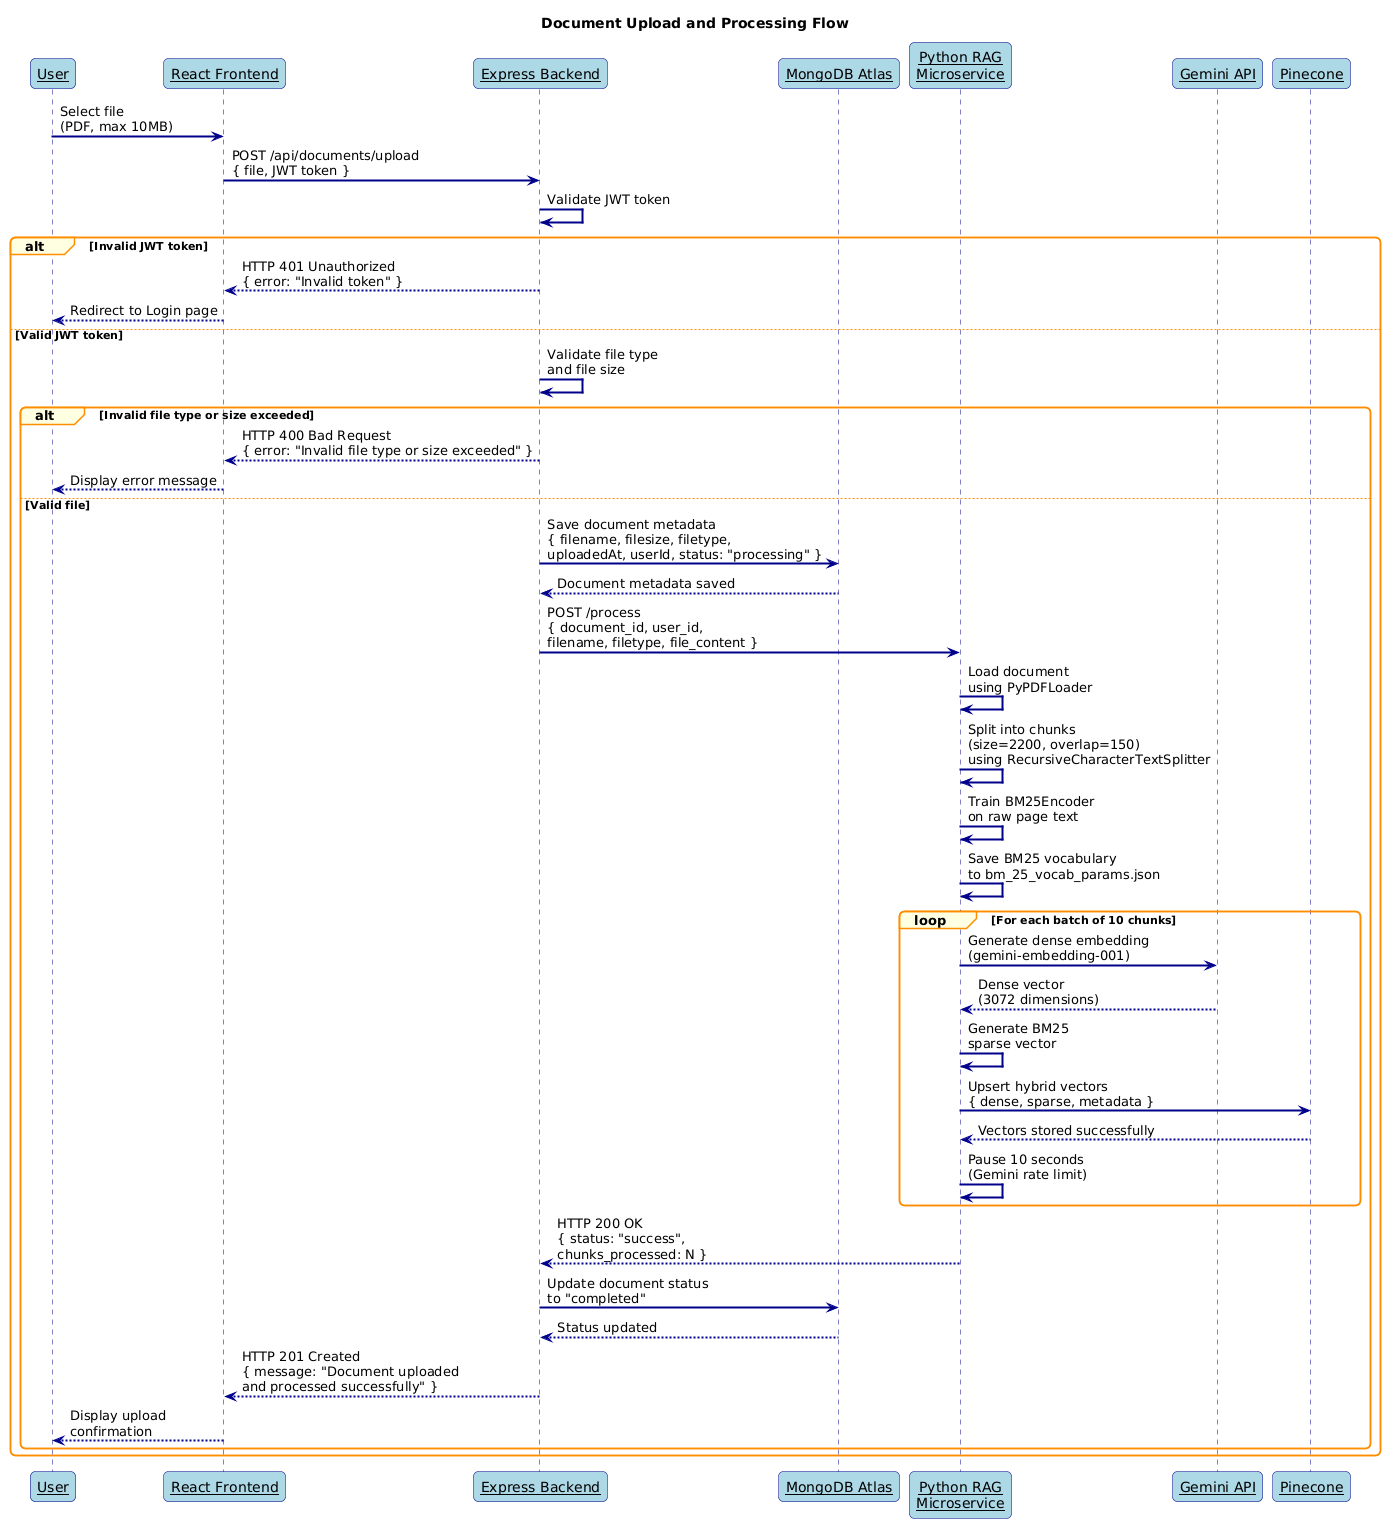 Document Upload and Processing Flow
User
React Frontend
Express Backend
MongoDB Atlas
Python RAG
Microservice
Gemini API
Pinecone
Select file
(PDF, max 10MB)
POST /api/documents/upload
{ file, JWT token }
Validate JWT token
alt
[Invalid JWT token]
HTTP 401 Unauthorized
{ error: "Invalid token" }
Redirect to Login page
[Valid JWT token]
Validate file type
and file size
alt
[Invalid file type or size exceeded]
HTTP 400 Bad Request
{ error: "Invalid file type or size exceeded" }
Display error message
[Valid file]
Save document metadata
{ filename, filesize, filetype,
uploadedAt, userId, status: "processing" }
Document metadata saved
POST /process
{ document_id, user_id,
filename, filetype, file_content }
Load document
using PyPDFLoader
Split into chunks
(size=2200, overlap=150)
using RecursiveCharacterTextSplitter
Train BM25Encoder
on raw page text
Save BM25 vocabulary
to bm_25_vocab_params.json
loop
[For each batch of 10 chunks]
Generate dense embedding
(gemini-embedding-001)
Dense vector
(3072 dimensions)
Generate BM25
sparse vector
Upsert hybrid vectors
{ dense, sparse, metadata }
Vectors stored successfully
Pause 10 seconds
(Gemini rate limit)
HTTP 200 OK
{ status: "success",
chunks_processed: N }
Update document status
to "completed"
Status updated
HTTP 201 Created
{ message: "Document uploaded
and processed successfully" }
Display upload
confirmation
User
React Frontend
Express Backend
MongoDB Atlas
Python RAG
Microservice
Gemini API
Pinecone